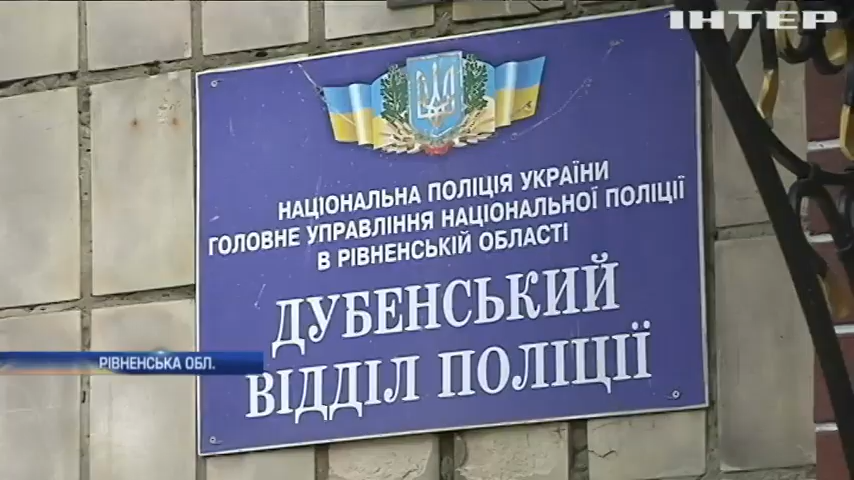 ІНТЕР
НАЦІОНАЛЬНА ПОЛІЦІЯ УКРАЇНИ
ГОЛОВНЕ УПРАВЛІННЯ НАЦІОНАЛЬНОЇ ПОЛІЦІЇ
В РІВНЕНСЬКІЙ ОБЛАСТІ
ДУБЕНСЬКИЙ
ВІДДІЛ ПОЛІЦІЇ
РІВНЕНСЬКА ОБЛ.